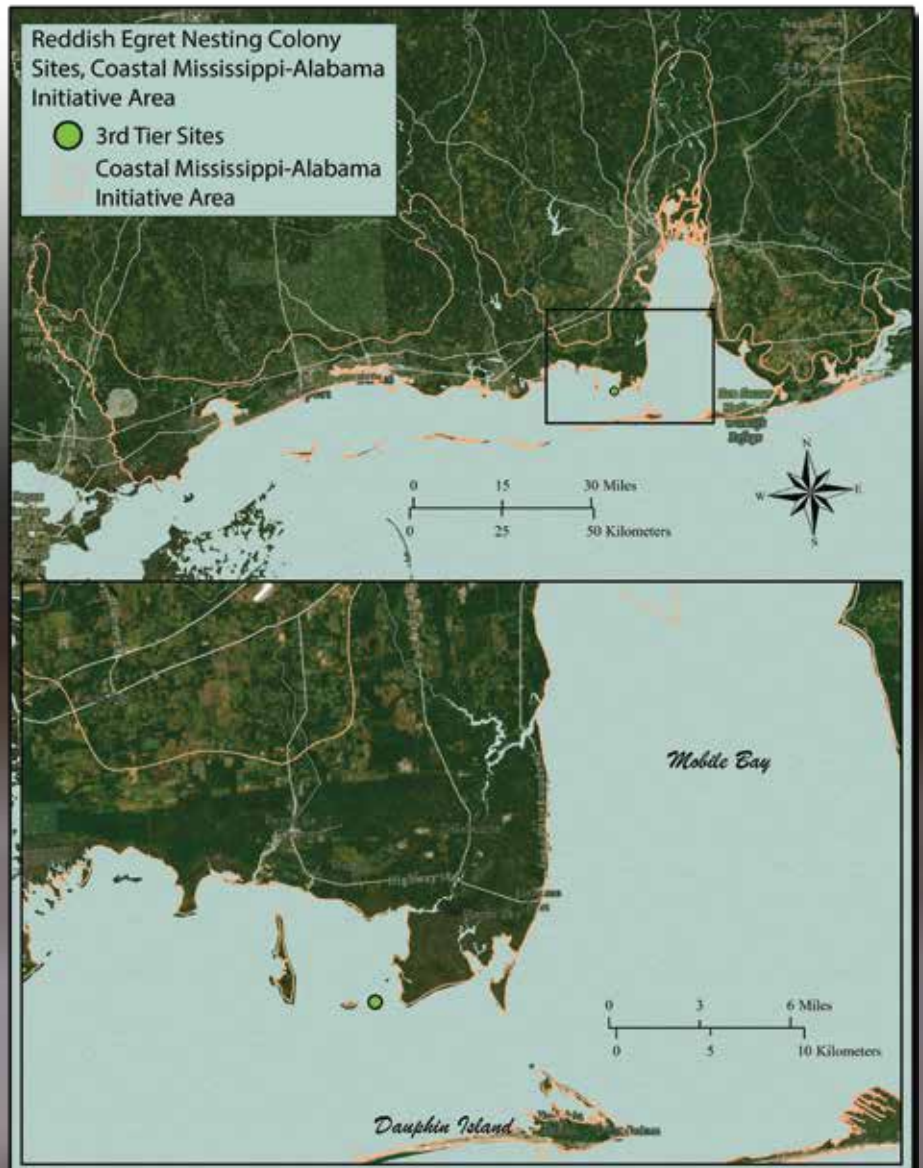 Reddish Egret Nesting Colony
Sites, Coastal Mississippi-Alabama
Initiative Area
3rd Tier Sites
Coastal Mississippi-Alabama
Initiative Area
0 15 30 Miles
0 25 50 Kilometers
N
W E
S
Mobile Bay
Highway
0 3 6 Miles
0 5 10 Kilometers
Dauphin Island